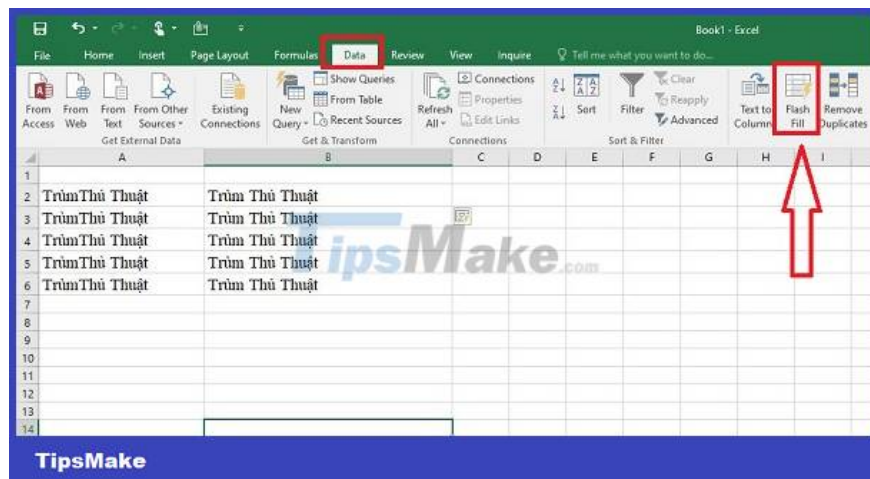 Book1 - Excel
File Home Insert Page Layout Formulas Data Review View Inquire Tell me what you want to do...
From Access From Web From Text From Other Sources Existing Connections New Query Show Queries From Table Recent Sources Refresh All Connections Properties Edit Links Sort Filter Clear Reapply Advanced Text to Column Flash Fill Remove Duplicates
Get External Data Get & Transform Connections Sort & Filter
A B C D E F G H I
1
2 TrùmThủ Thuật Trùm Thủ Thuật
3 TrùmThủ Thuật Trùm Thủ Thuật
4 TrùmThủ Thuật Trùm Thủ Thuật
5 TrùmThủ Thuật Trùm Thủ Thuật
6 TrùmThủ Thuật Trùm Thủ Thuật
TipsMake.com
7
8
9
10
11
12
13
14
TipsMake